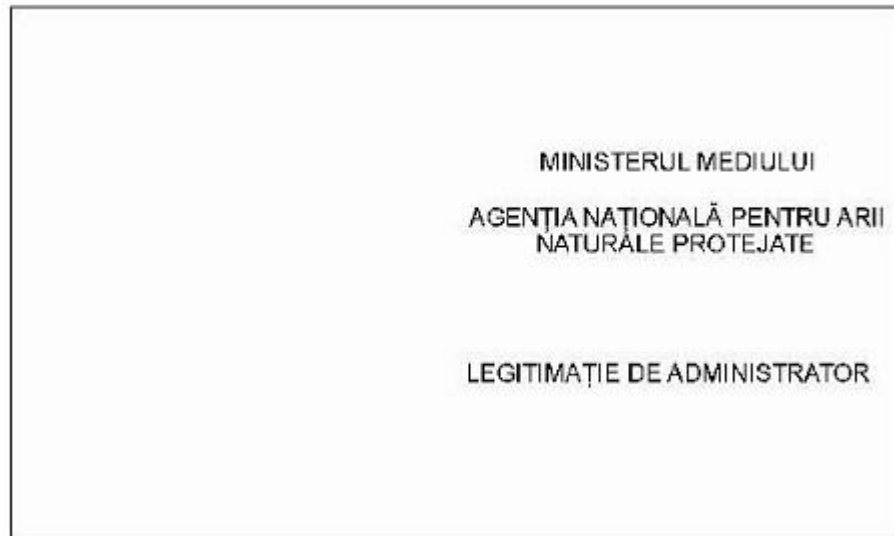 MINISTERUL MEDIULUI
AGENȚIA NAȚIONALĂ PENTRU ARII
NATURALE PROTEJATE
LEGITIMAȚIE DE ADMINISTRATOR